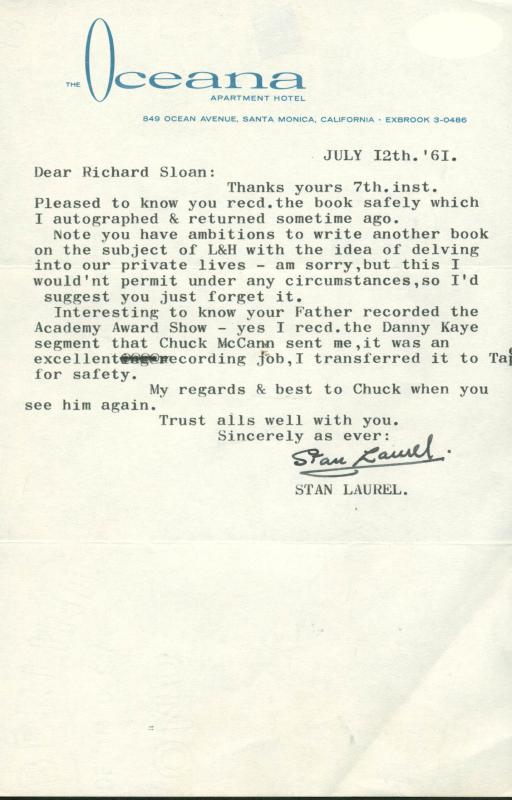 THE Oceana
APARTMENT HOTEL
849 OCEAN AVENUE, SANTA MONICA, CALIFORNIA · EXBROOK 3-0486
JULY I2th.'6I.
Dear Richard Sloan:
Thanks yours 7th.inst.
Pleased to know you recd.the book safely which
I autographed & returned sometime ago.
Note you have ambitions to write another book
on the subject of L&H with the idea of delving
into our private lives - am sorry,but this I
would'nt permit under any circumstances,so I'd
suggest you just forget it.
Interesting to know your Father recorded the
Academy Award Show - yes I recd.the Danny Kaye
segment that Chuck McCann sent me,it was an
excellent recording job,I transferred it to Tap
for safety.
My regards & best to Chuck when you
see him again.
Trust alls well with you.
Sincerely as ever:
Stan Laurel.
STAN LAUREL.